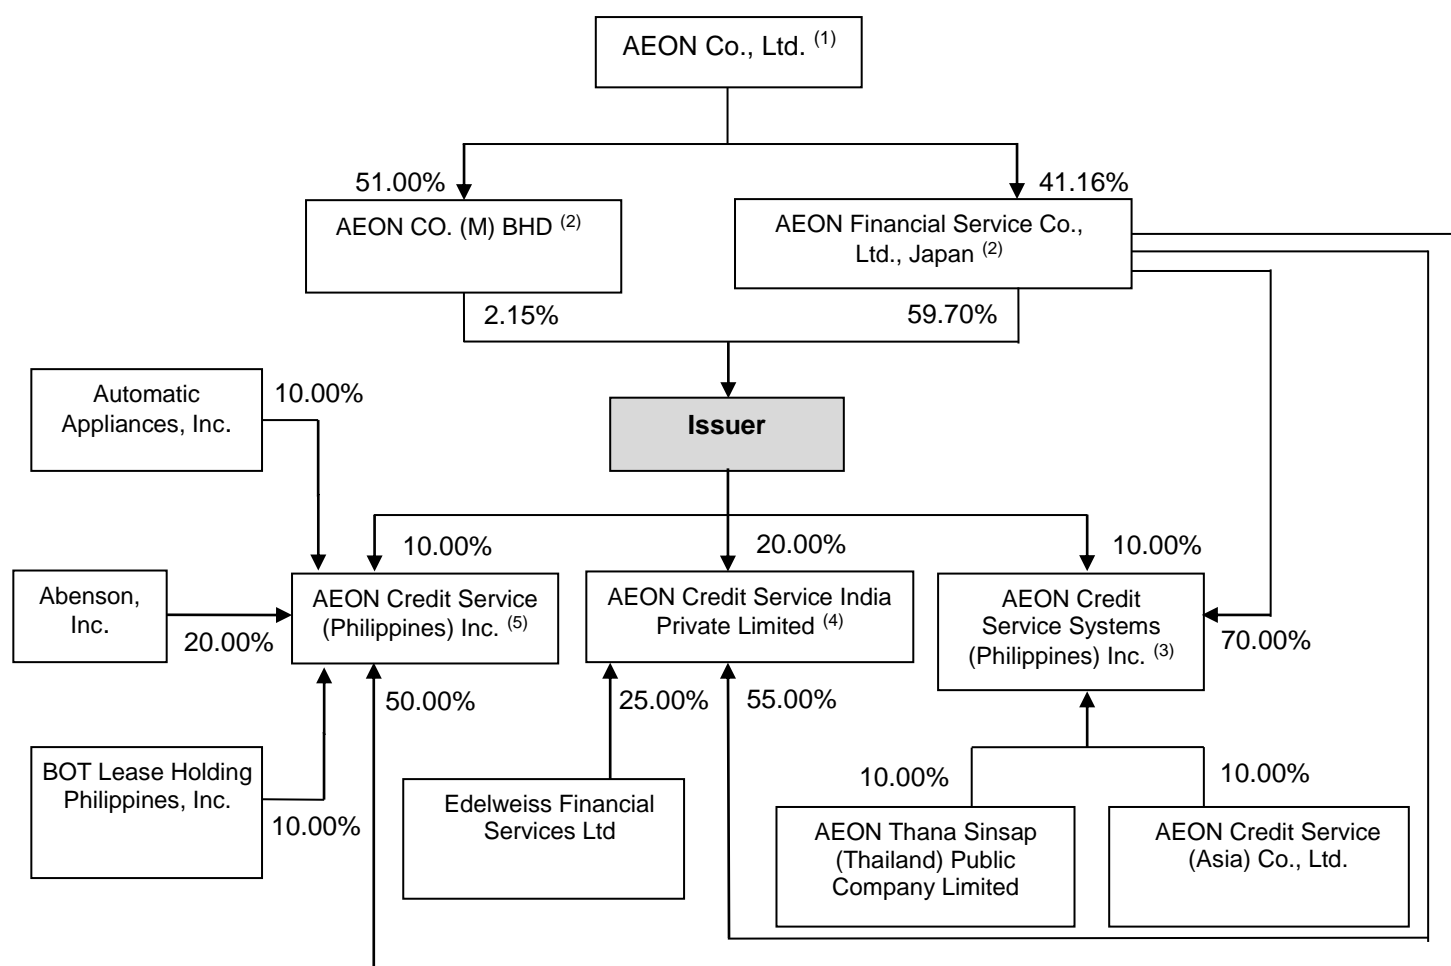 AEON Co., Ltd. (1)
51.00%
41.16%
AEON CO. (M) BHD (2)
AEON Financial Service Co.,
Ltd., Japan (2)
2.15%
59.70%
Automatic
Appliances, Inc.
10.00%
Issuer
10.00%
20.00%
10.00%
Abenson,
Inc.
20.00%
AEON Credit Service
(Philippines) Inc. (5)
AEON Credit Service India
Private Limited (4)
AEON Credit
Service Systems
(Philippines) Inc. (3)
70.00%
50.00%
25.00%
55.00%
BOT Lease Holding
Philippines, Inc.
10.00%
Edelweiss Financial
Services Ltd
10.00%
10.00%
AEON Thana Sinsap
(Thailand) Public
Company Limited
AEON Credit Service
(Asia) Co., Ltd.